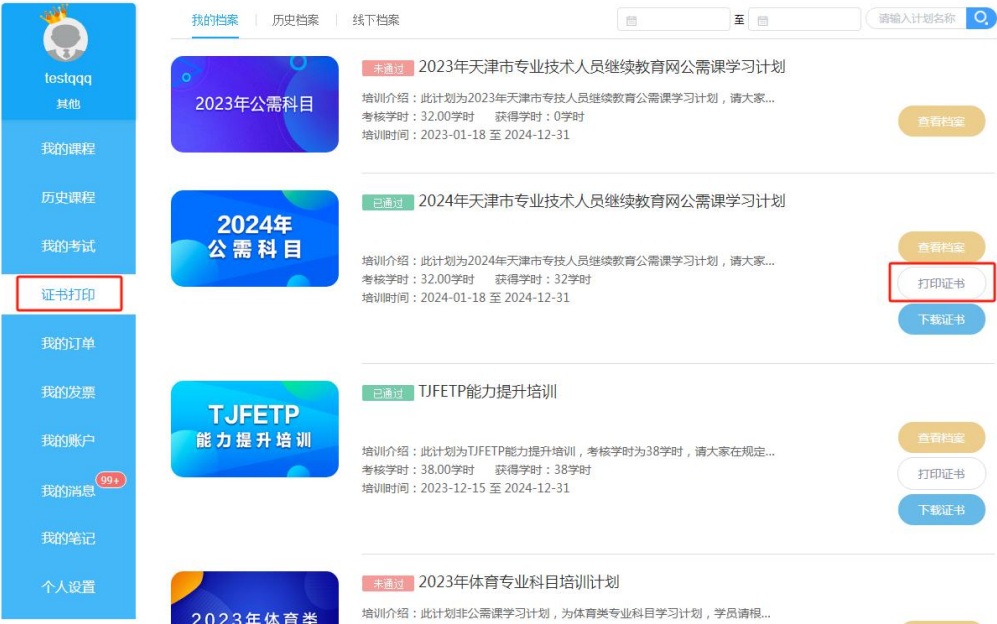 testqqq
其他
我的课程
历史课程
我的考试
证书打印
我的订单
我的发票
我的账户
我的消息 99+
我的笔记
个人设置
我的档案 历史档案 线下档案 至 请输入计划名称
2023年公需科目
未通过 2023年天津市专业技术人员继续教育网公需课学习计划
培训介绍：此计划为2023年天津市专技人员继续教育公需课学习计划，请大家...
考核学时：32.00学时 获得学时：0学时
培训时间：2023-01-18 至 2024-12-31
查看档案
2024年
公需科目
已通过 2024年天津市专业技术人员继续教育网公需课学习计划
培训介绍：此计划为2024年天津市专技人员继续教育公需课学习计划，请大家...
考核学时：32.00学时 获得学时：32学时
培训时间：2024-01-18 至 2024-12-31
查看档案
打印证书
下载证书
TJFETP
能力提升培训
已通过 TJFETP能力提升培训
培训介绍：此计划为TJFETP能力提升培训，考核学时为38学时，请大家在规定...
考核学时：38.00学时 获得学时：38学时
培训时间：2023-12-15 至 2024-12-31
查看档案
打印证书
下载证书
2023年体育类
未通过 2023年体育专业科目培训计划
培训介绍：此计划非公需课学习计划，为体育类专业科目学习计划，学员请根...